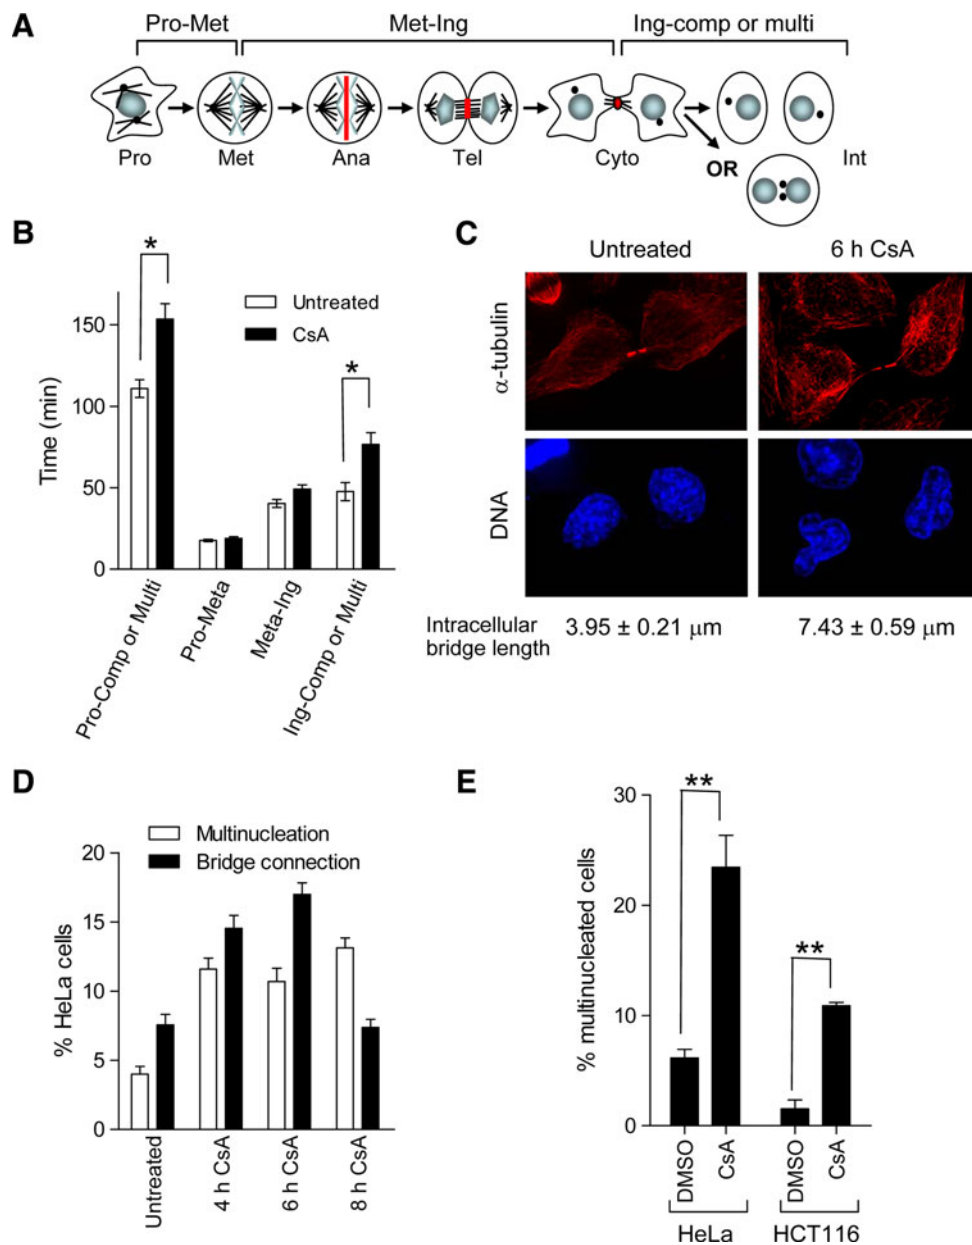 A
Pro-Met
Met-Ing
Ing-comp or multi
Pro
Met
Ana
Tel
Cyto
OR
Int
B
*
*
Untreated
CsA
Time (min)
150
100
50
0
Pro-Comp or Multi
Pro-Meta
Meta-Ing
Ing-Comp or Multi
C
Untreated
6 h CsA
α-tubulin
DNA
Intracellular
bridge length
3.95 ± 0.21 μm
7.43 ± 0.59 μm
D
Multinucleation
Bridge connection
% HeLa cells
20
15
10
5
0
Untreated
4 h CsA
6 h CsA
8 h CsA
E
**
**
% multinucleated cells
30
20
10
0
DMSO
CsA
DMSO
CsA
HeLa
HCT116